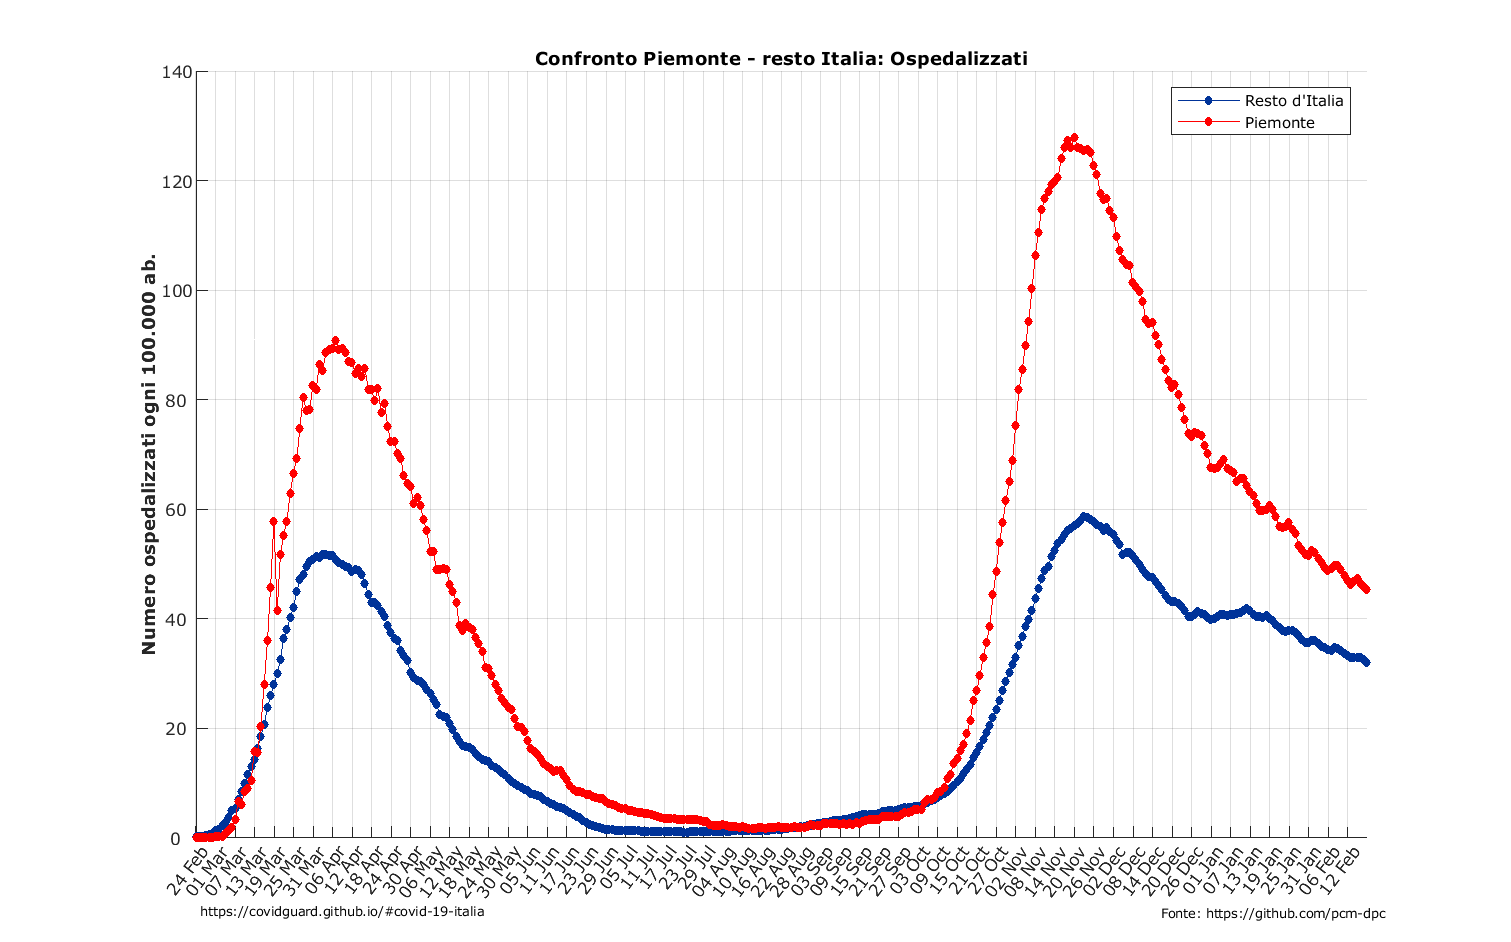 Confronto Piemonte - resto Italia: Ospedalizzati
Numero ospedalizzati ogni 100.000 ab.
140
120
100
80
60
40
20
0
Resto d'Italia
Piemonte
24 Feb
01 Mar
07 Mar
13 Mar
19 Mar
25 Mar
31 Mar
06 Apr
12 Apr
18 Apr
24 Apr
30 Apr
06 May
12 May
18 May
24 May
30 May
05 Jun
11 Jun
17 Jun
23 Jun
29 Jun
05 Jul
11 Jul
17 Jul
23 Jul
29 Jul
04 Aug
10 Aug
16 Aug
22 Aug
28 Aug
03 Sep
09 Sep
15 Sep
21 Sep
27 Sep
03 Oct
09 Oct
15 Oct
21 Oct
27 Oct
02 Nov
08 Nov
14 Nov
20 Nov
26 Nov
02 Dec
08 Dec
14 Dec
20 Dec
26 Dec
01 Jan
07 Jan
13 Jan
19 Jan
25 Jan
31 Jan
06 Feb
12 Feb
https://covidguard.github.io/#covid-19-italia
Fonte: https://github.com/pcm-dpc